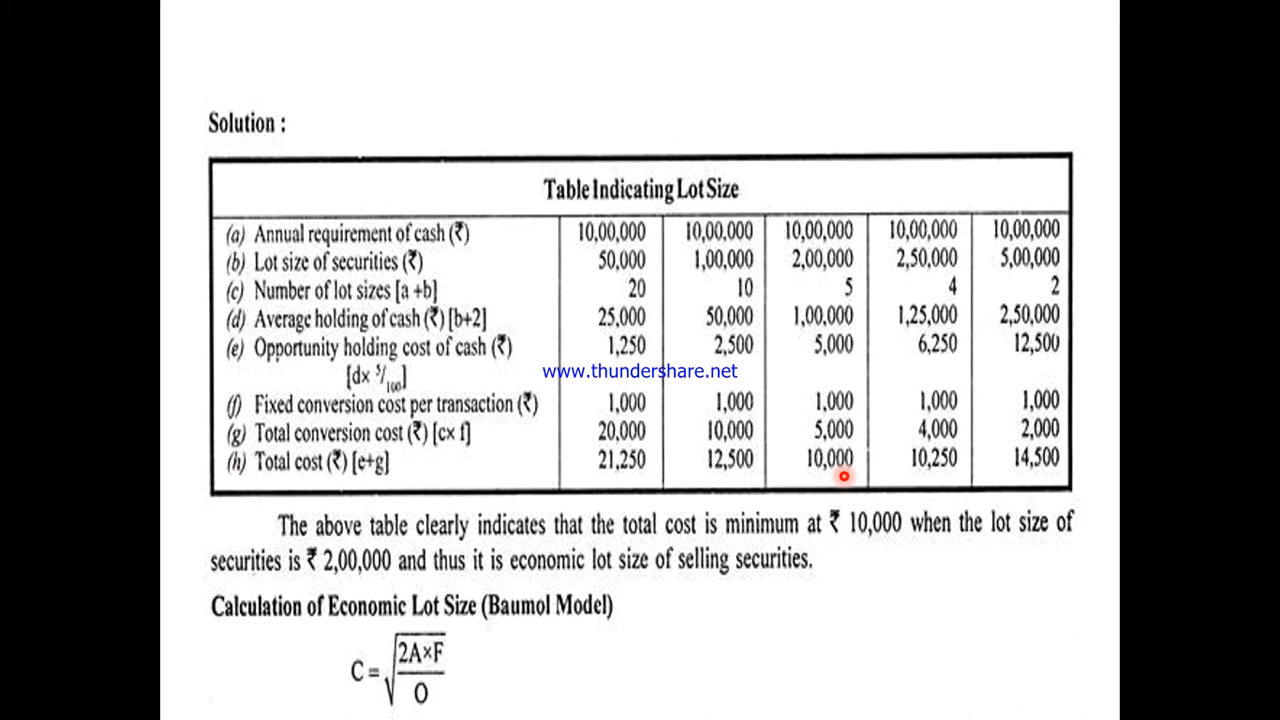 Solution :
Table Indicating Lot Size
(a) Annual requirement of cash (₹) 10,00,000 10,00,000 10,00,000 10,00,000 10,00,000
(b) Lot size of securities (₹) 50,000 1,00,000 2,00,000 2,50,000 5,00,000
(c) Number of lot sizes [a +b] 20 10 5 4 2
(d) Average holding of cash (₹) [b+2] 25,000 50,000 1,00,000 1,25,000 2,50,000
(e) Opportunity holding cost of cash (₹) 1,250 2,500 5,000 6,250 12,500
[dx 5/100]
www.thundershare.net
(f) Fixed conversion cost per transaction (₹) 1,000 1,000 1,000 1,000 1,000
(g) Total conversion cost (₹) [cx f] 20,000 10,000 5,000 4,000 2,000
(h) Total cost (₹) [e+g] 21,250 12,500 10,000 10,250 14,500
The above table clearly indicates that the total cost is minimum at ₹ 10,000 when the lot size of
securities is ₹ 2,00,000 and thus it is economic lot size of selling securities.
Calculation of Economic Lot Size (Baumol Model)
C = √2A×F/O